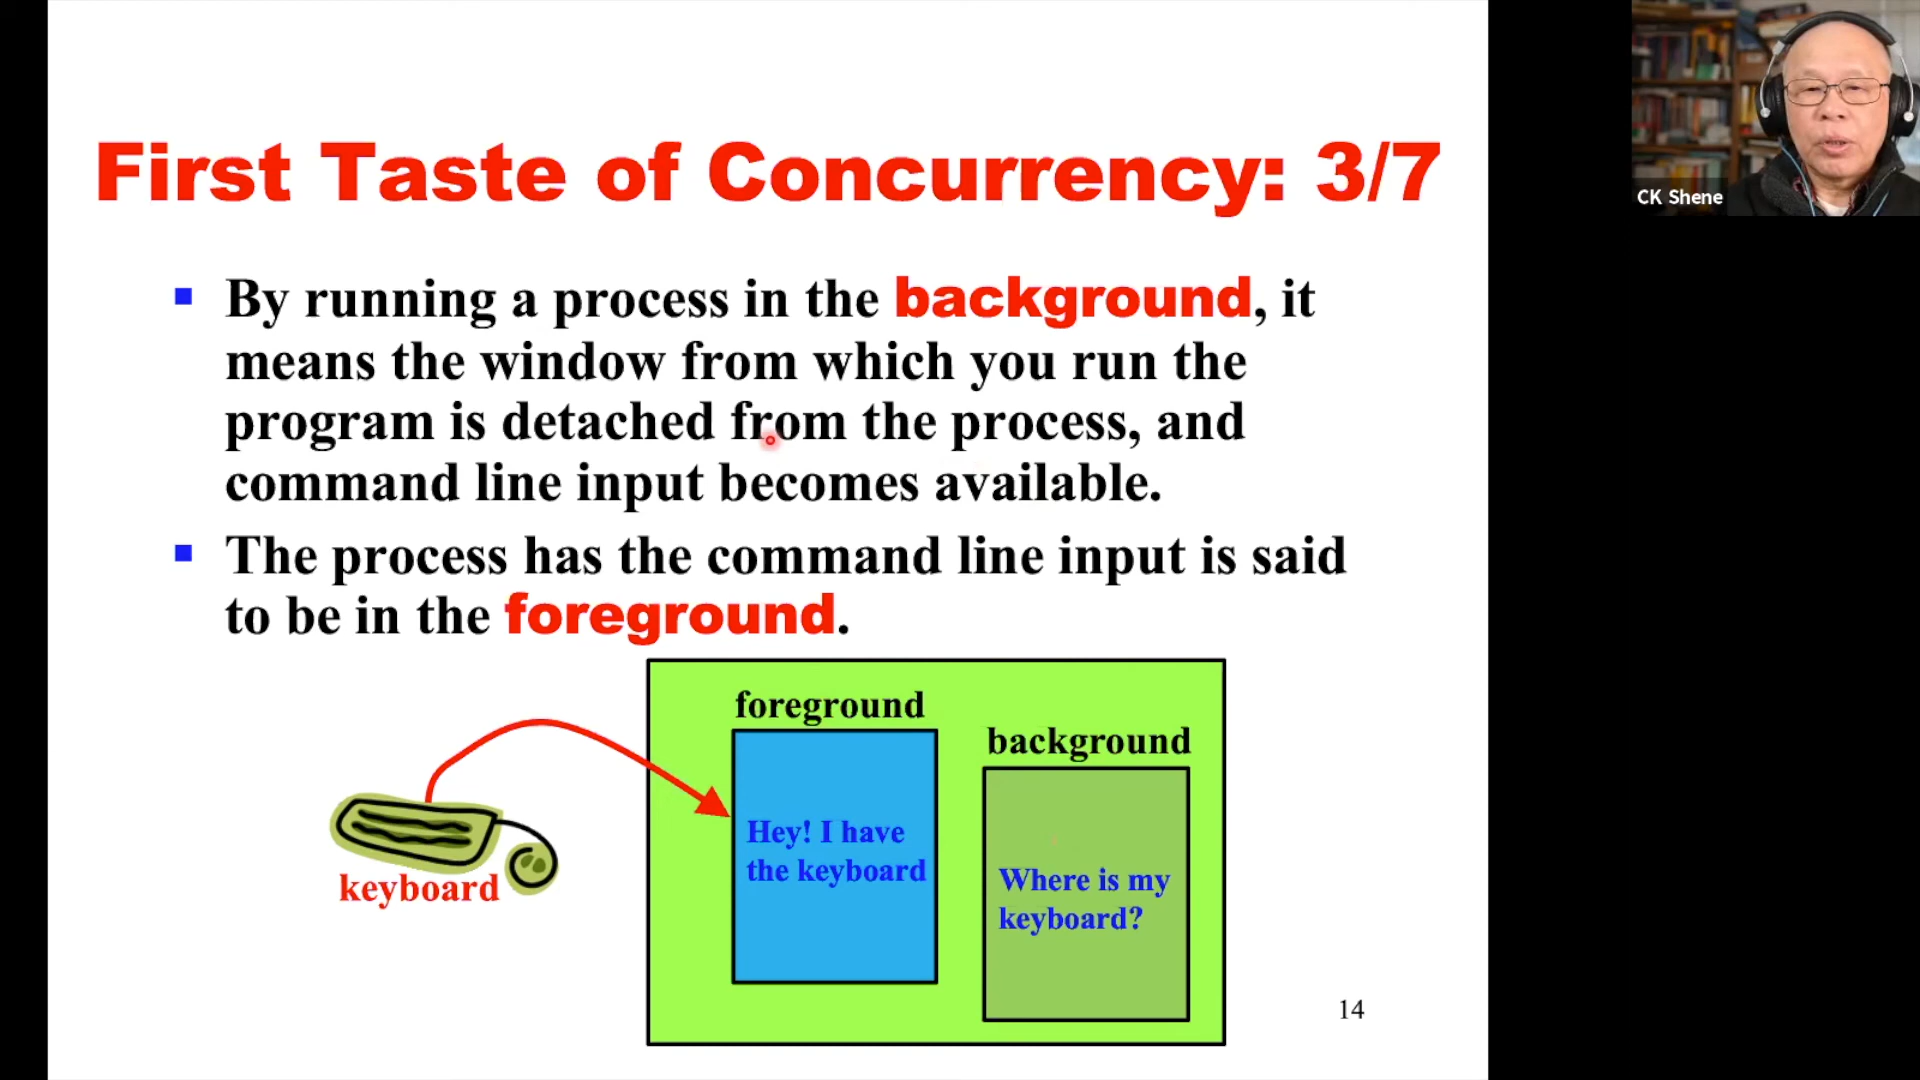 First Taste of Concurrency: 3/7
CK Shene
▪ By running a process in the background, it
means the window from which you run the
program is detached from the process, and
command line input becomes available.
▪ The process has the command line input is said
to be in the foreground.
foreground
background
Hey! I have
the keyboard
Where is my
keyboard?
keyboard
14